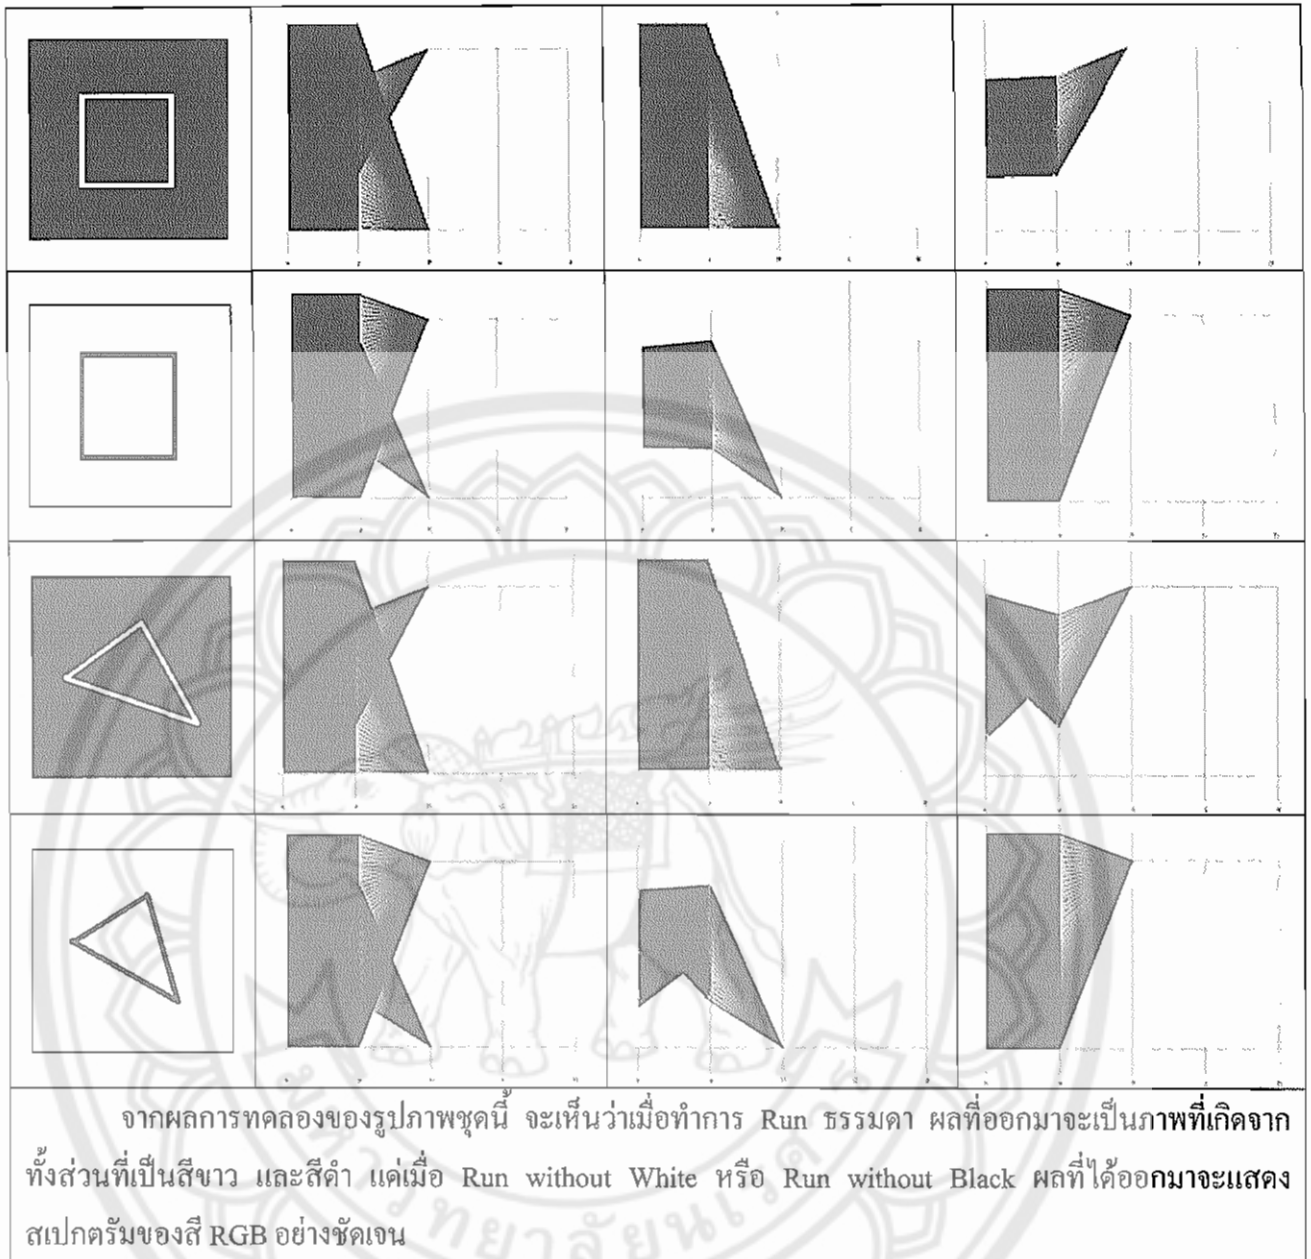 จากผลการทดลองของรูปภาพชุดนี้ จะเห็นว่าเมื่อทำการ Run ธรรมดา ผลที่ออกมาจะเป็นภาพที่เกิดจาก
ทั้งส่วนที่เป็นสีขาว และสีดำ แต่เมื่อ Run without White หรือ Run without Black ผลที่ได้ออกมาจะแสดง
สเปกตรัมของสี RGB อย่างชัดเจน